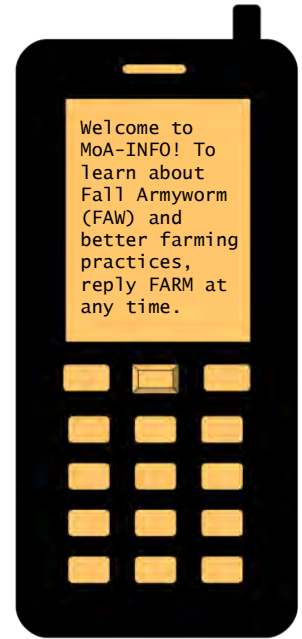 Welcome to
MoA-INFO! To
learn about
Fall Armyworm
(FAW) and
better farming
practices,
reply FARM at
any time.